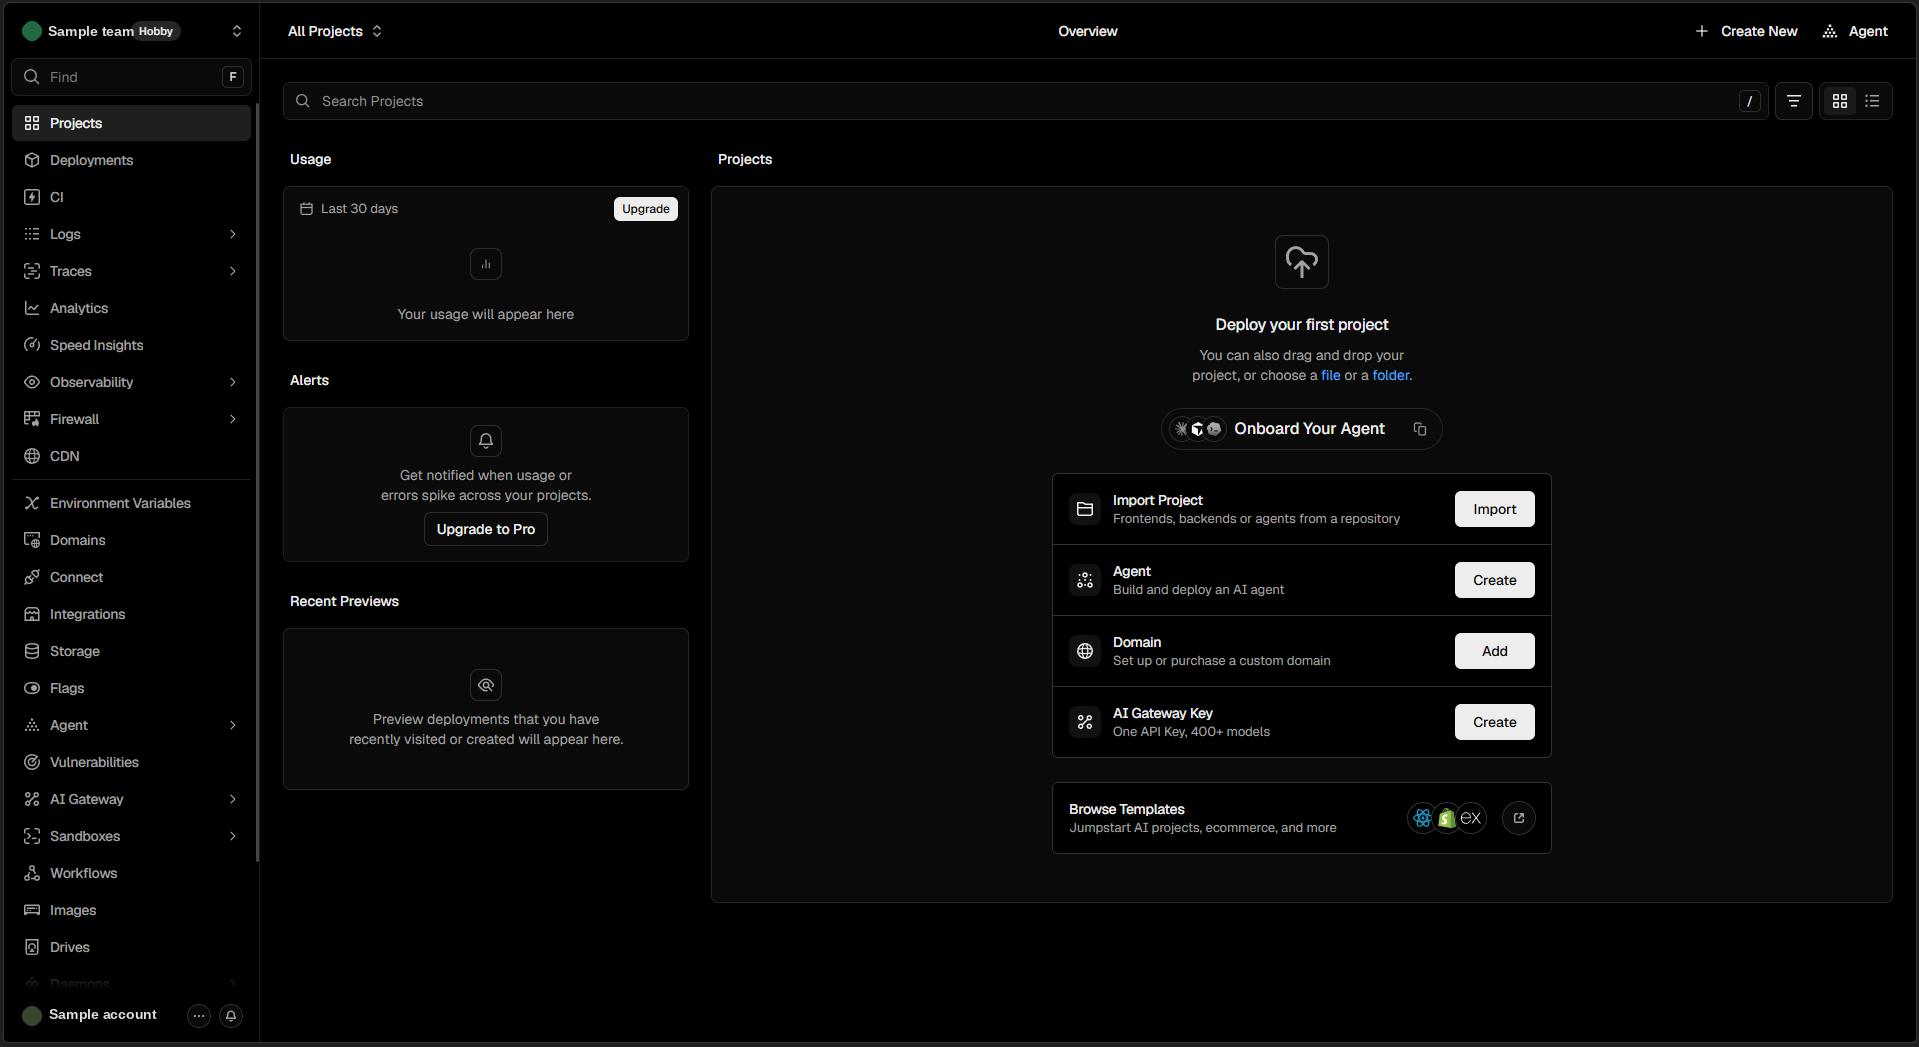 Sample team Hobby
Find F
Projects
Deployments
CI
Logs
Traces
Analytics
Speed Insights
Observability
Firewall
CDN
Environment Variables
Domains
Connect
Integrations
Storage
Flags
Agent
Vulnerabilities
AI Gateway
Sandboxes
Workflows
Images
Drives
Daemons
Sample account
All Projects
Overview
Create New
Agent
Search Projects /
Usage
Last 30 days
Upgrade
Your usage will appear here
Alerts
Get notified when usage or
errors spike across your projects.
Upgrade to Pro
Recent Previews
Preview deployments that you have
recently visited or created will appear here.
Projects
Deploy your first project
You can also drag and drop your
project, or choose a file or a folder.
Onboard Your Agent
Import Project
Frontends, backends or agents from a repository
Import
Agent
Build and deploy an AI agent
Create
Domain
Set up or purchase a custom domain
Add
AI Gateway Key
One API Key, 400+ models
Create
Browse Templates
Jumpstart AI projects, ecommerce, and more
ex